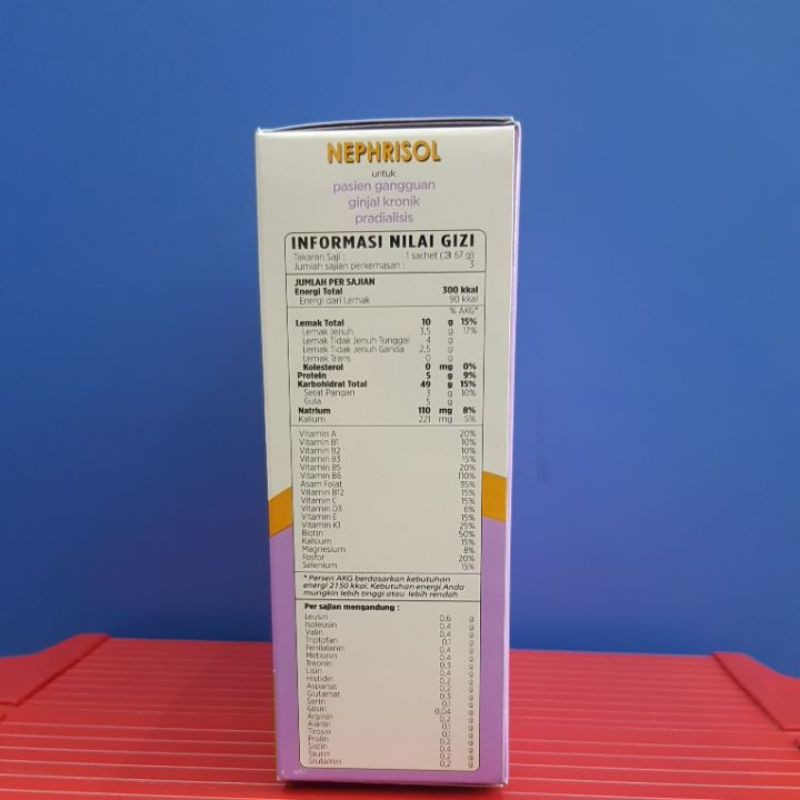 NEPHRISOL
untuk
pasien gangguan
ginjal kronik
pradialisis
INFORMASI NILAI GIZI
Takaran Saji : 1 sachet (3 67 g)
Jumlah sajian perkemasan : 3
JUMLAH PER SAJIAN
Energi Total 300 kkal
Energi dari Lemak 90 kkal
% AKG*
Lemak Total 10 g 15%
Lemak Jenuh 3,5 g 17%
Lemak Tidak Jenuh Tunggal 4 g
Lemak Tidak Jenuh Ganda 2,5 g
Lemak Trans 0 g
Kolesterol 0 mg 0%
Protein 5 g 9%
Karbohidrat Total 49 g 15%
Serat Pangan 3 g 10%
Gula 5 g
Natrium 110 mg 8%
Kalium 221 mg 5%
Vitamin A 20%
Vitamin B1 10%
Vitamin B2 10%
Vitamin B3 15%
Vitamin B5 20%
Vitamin B6 110%
Asam Folat 35%
Vitamin B12 15%
Vitamin C 15%
Vitamin D3 6%
Vitamin E 15%
Vitamin K1 25%
Biotin 50%
Kalsium 15%
Magnesium 8%
Fosfor 20%
Selenium 15%
* Persen AKG berdasarkan kebutuhan
energi 2150 kkal. Kebutuhan energi Anda
mungkin lebih tinggi atau lebih rendah
Per sajian mengandung :
Leusin 0,6 g
Isoleusin 0,4 g
Valin 0,4 g
Triptofan 0,1 g
Fenilalanin 0,4 g
Metionin 0,4 g
Treonin 0,3 g
Lisin 0,4 g
Histidin 0,2 g
Aspartat 0,2 g
Glutamat 0,3 g
Serin 0,1 g
Glisin 0,04 g
Arginin 0,2 g
Alanin 0,1 g
Tirosin 0,1 g
Prolin 0,2 g
Sistin 0,4 g
Taurin 0,2 g
Glutamin 0,2 g